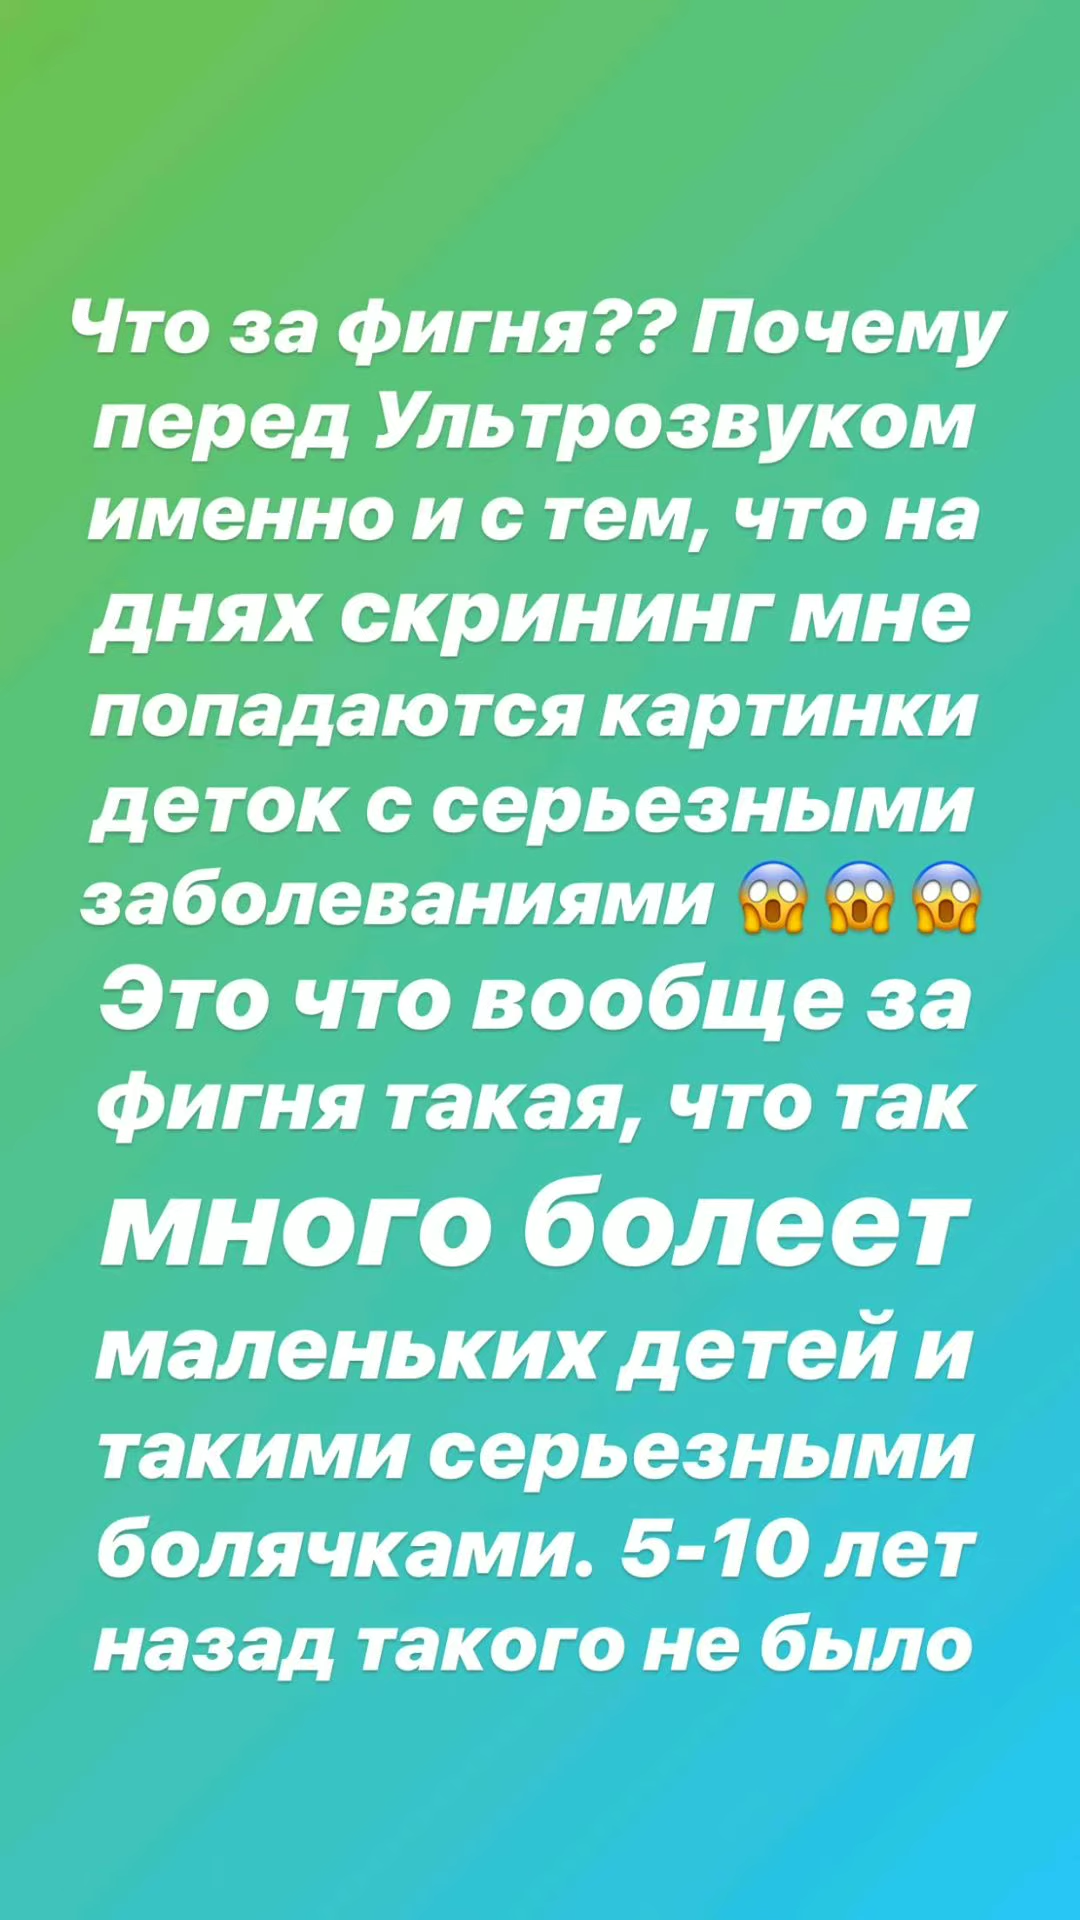 Что за фигня?? Почему
перед Ультрозвуком
именно и с тем, что на
днях скрининг мне
попадаются картинки
деток с серьезными
заболеваниями 😱😱😱
Это что вообще за
фигня такая, что так
много болеет
маленьких детей и
такими серьезными
болячками. 5-10 лет
назад такого не было